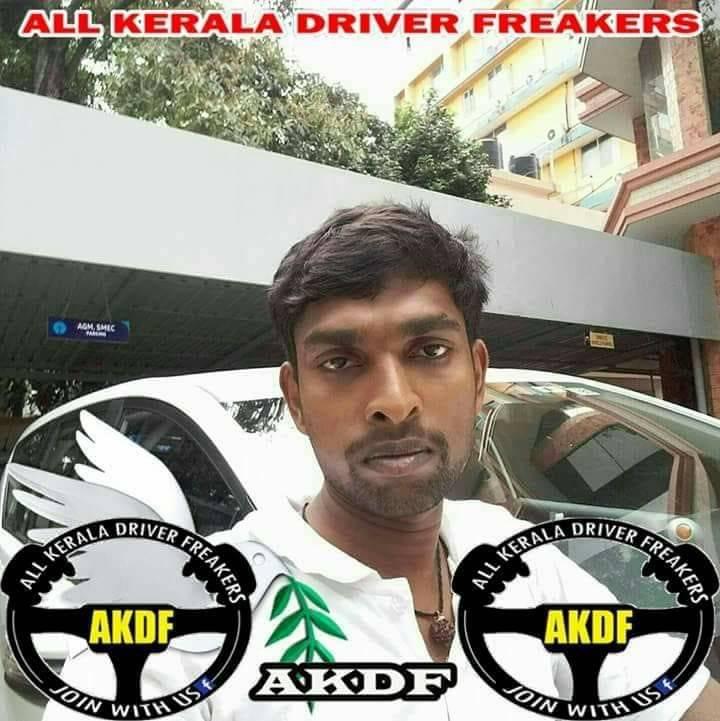 ALL KERALA DRIVER FREAKERS
AGM, SMEC
PARKING
ALL KERALA DRIVER FREAKERS
AKDF
JOIN WITH US f
AKDF
ALL KERALA DRIVER FREAKERS
AKDF
JOIN WITH US f